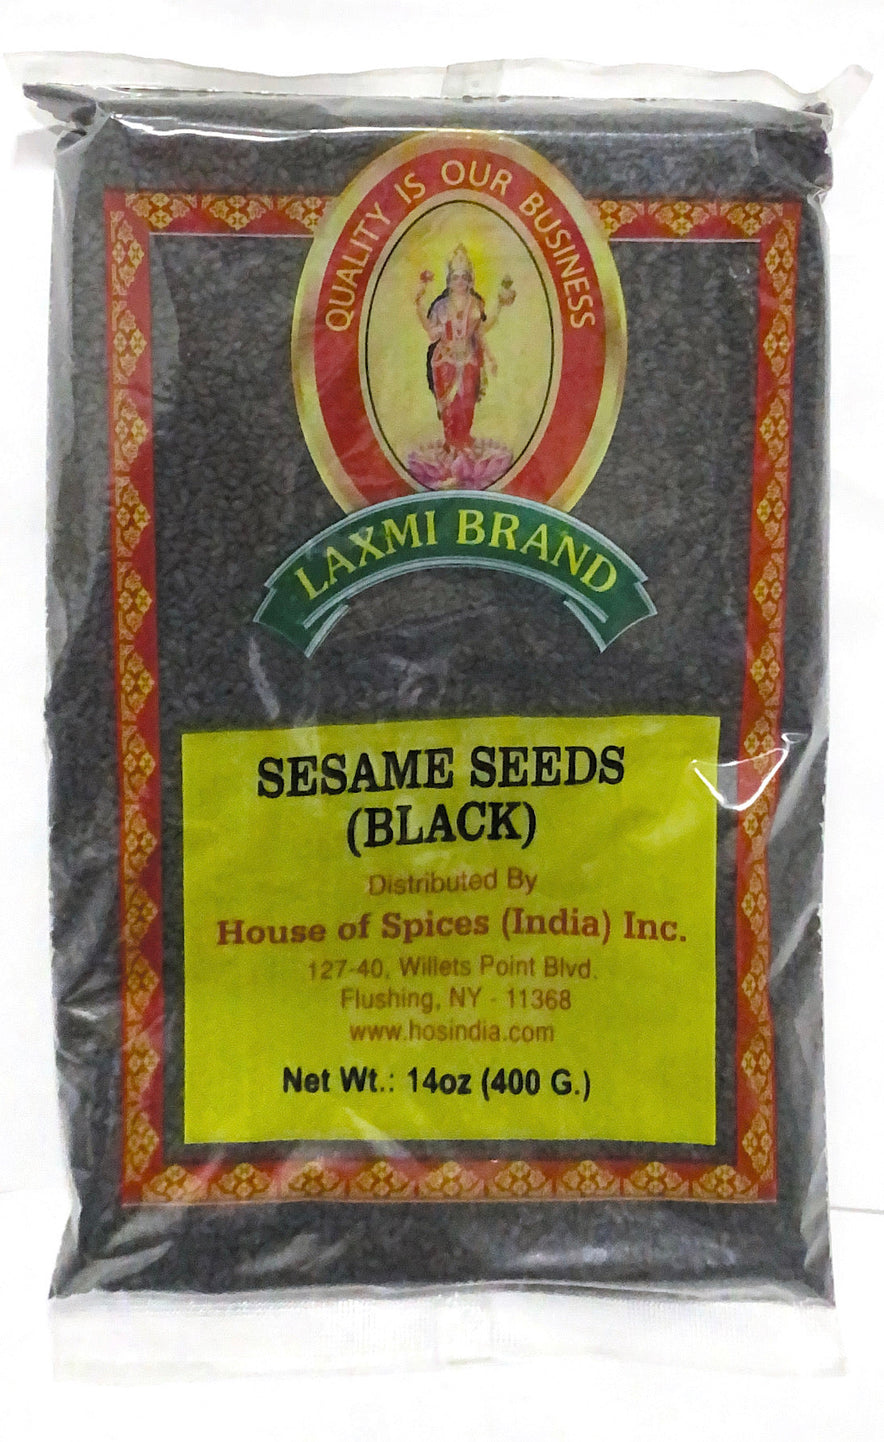 QUALITY IS OUR BUSINESS
LAXMI BRAND
SESAME SEEDS
(BLACK)
Distributed By
House of Spices (India) Inc.
127-40, Willets Point Blvd.
Flushing, NY - 11368
www.hosindia.com
Net Wt.: 14oz (400 G.)